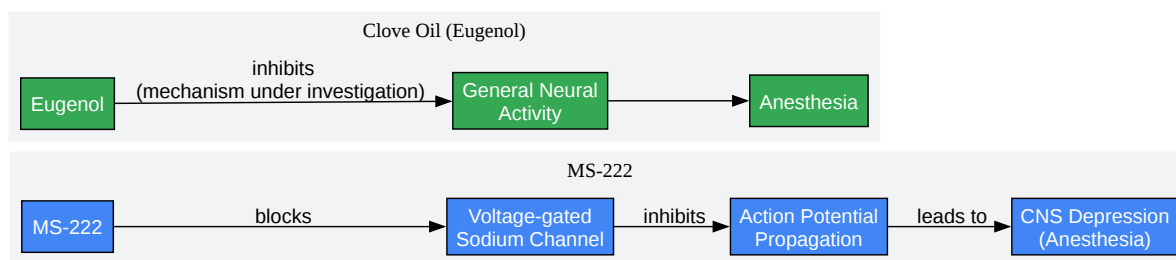 Clove Oil (Eugenol)
Eugenol
inhibits
(mechanism under investigation)
General Neural
Activity
Anesthesia
MS-222
MS-222
blocks
Voltage-gated
Sodium Channel
inhibits
Action Potential
Propagation
leads to
CNS Depression
(Anesthesia)